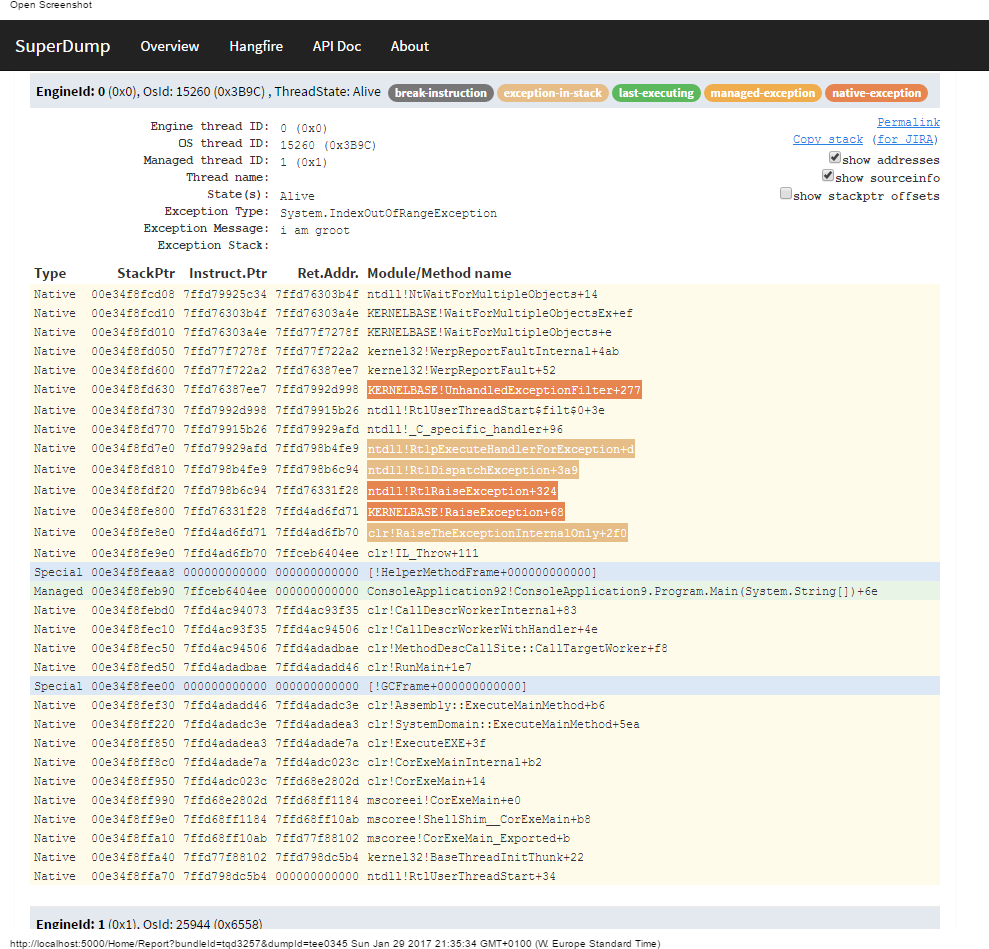 Open Screenshot
SuperDump Overview Hangfire API Doc About
EngineId: 0 (0x0), OsId: 15260 (0x3B9C) , ThreadState: Alive break-instruction exception-in-stack last-executing managed-exception native-exception
Permalink
Copy stack (for JIRA)
show addresses
show sourceinfo
show stackptr offsets
Engine thread ID: 0 (0x0)
OS thread ID: 15260 (0x3B9C)
Managed thread ID: 1 (0x1)
Thread name:
State(s): Alive
Exception Type: System.IndexOutOfRangeException
Exception Message: i am groot
Exception Stack:
Type StackPtr Instruct.Ptr Ret.Addr. Module/Method name
Native 00e34f8fcd08 7ffd79925c34 7ffd76303b4f ntdll!NtWaitForMultipleObjects+14
Native 00e34f8fcd10 7ffd76303b4f 7ffd76303a4e KERNELBASE!WaitForMultipleObjectsEx+ef
Native 00e34f8fd010 7ffd76303a4e 7ffd77f7278f KERNELBASE!WaitForMultipleObjects+e
Native 00e34f8fd050 7ffd77f7278f 7ffd77f722a2 kernel32!WerpReportFaultInternal+4ab
Native 00e34f8fd600 7ffd77f722a2 7ffd76387ee7 kernel32!WerpReportFault+52
Native 00e34f8fd630 7ffd76387ee7 7ffd7992d998 KERNELBASE!UnhandledExceptionFilter+277
Native 00e34f8fd730 7ffd7992d998 7ffd79915b26 ntdll!RtlUserThreadStart$filt$0+3e
Native 00e34f8fd770 7ffd79915b26 7ffd79929afd ntdll!_C_specific_handler+96
Native 00e34f8fd7e0 7ffd79929afd 7ffd798b4fe9 ntdll!RtlpExecuteHandlerForException+d
Native 00e34f8fd810 7ffd798b4fe9 7ffd798b6c94 ntdll!RtlDispatchException+3a9
Native 00e34f8fdf20 7ffd798b6c94 7ffd76331f28 ntdll!RtlRaiseException+324
Native 00e34f8fe800 7ffd76331f28 7ffd4ad6fd71 KERNELBASE!RaiseException+68
Native 00e34f8fe8e0 7ffd4ad6fd71 7ffd4ad6fb70 clr!RaiseTheExceptionInternalOnly+2f0
Native 00e34f8fe9e0 7ffd4ad6fb70 7ffceb6404ee clr!IL_Throw+111
Special 00e34f8feaa8 000000000000 000000000000 [!HelperMethodFrame+000000000000]
Managed 00e34f8feb90 7ffceb6404ee 000000000000 ConsoleApplication92!ConsoleApplication9.Program.Main(System.String[])+6e
Native 00e34f8febd0 7ffd4ac94073 7ffd4ac93f35 clr!CallDescrWorkerInternal+83
Native 00e34f8fec10 7ffd4ac93f35 7ffd4ac94506 clr!CallDescrWorkerWithHandler+4e
Native 00e34f8fec50 7ffd4ac94506 7ffd4adadbae clr!MethodDescCallSite::CallTargetWorker+f8
Native 00e34f8fed50 7ffd4adadbae 7ffd4adadd46 clr!RunMain+1e7
Special 00e34f8fee00 000000000000 000000000000 [!GCFrame+000000000000]
Native 00e34f8fef30 7ffd4adadd46 7ffd4adadc3e clr!Assembly::ExecuteMainMethod+b6
Native 00e34f8ff220 7ffd4adadc3e 7ffd4adadea3 clr!SystemDomain::ExecuteMainMethod+5ea
Native 00e34f8ff850 7ffd4adadea3 7ffd4adade7a clr!ExecuteEXE+3f
Native 00e34f8ff8c0 7ffd4adade7a 7ffd4adc023c clr!CorExeMainInternal+b2
Native 00e34f8ff950 7ffd4adc023c 7ffd68e2802d clr!CorExeMain+14
Native 00e34f8ff990 7ffd68e2802d 7ffd68ff1184 mscoreei!CorExeMain+e0
Native 00e34f8ff9e0 7ffd68ff1184 7ffd68ff10ab mscoree!ShellShim__CorExeMain+b8
Native 00e34f8ffa10 7ffd68ff10ab 7ffd77f88102 mscoree!CorExeMain_Exported+b
Native 00e34f8ffa40 7ffd77f88102 7ffd798dc5b4 kernel32!BaseThreadInitThunk+22
Native 00e34f8ffa70 7ffd798dc5b4 000000000000 ntdll!RtlUserThreadStart+34
EngineId: 1 (0x1), OsId: 25944 (0x6558)
http://localhost:5000/Home/Report?bundleId=tqd3257&dumpId=tee0345 Sun Jan 29 2017 21:35:34 GMT+0100 (W. Europe Standard Time)